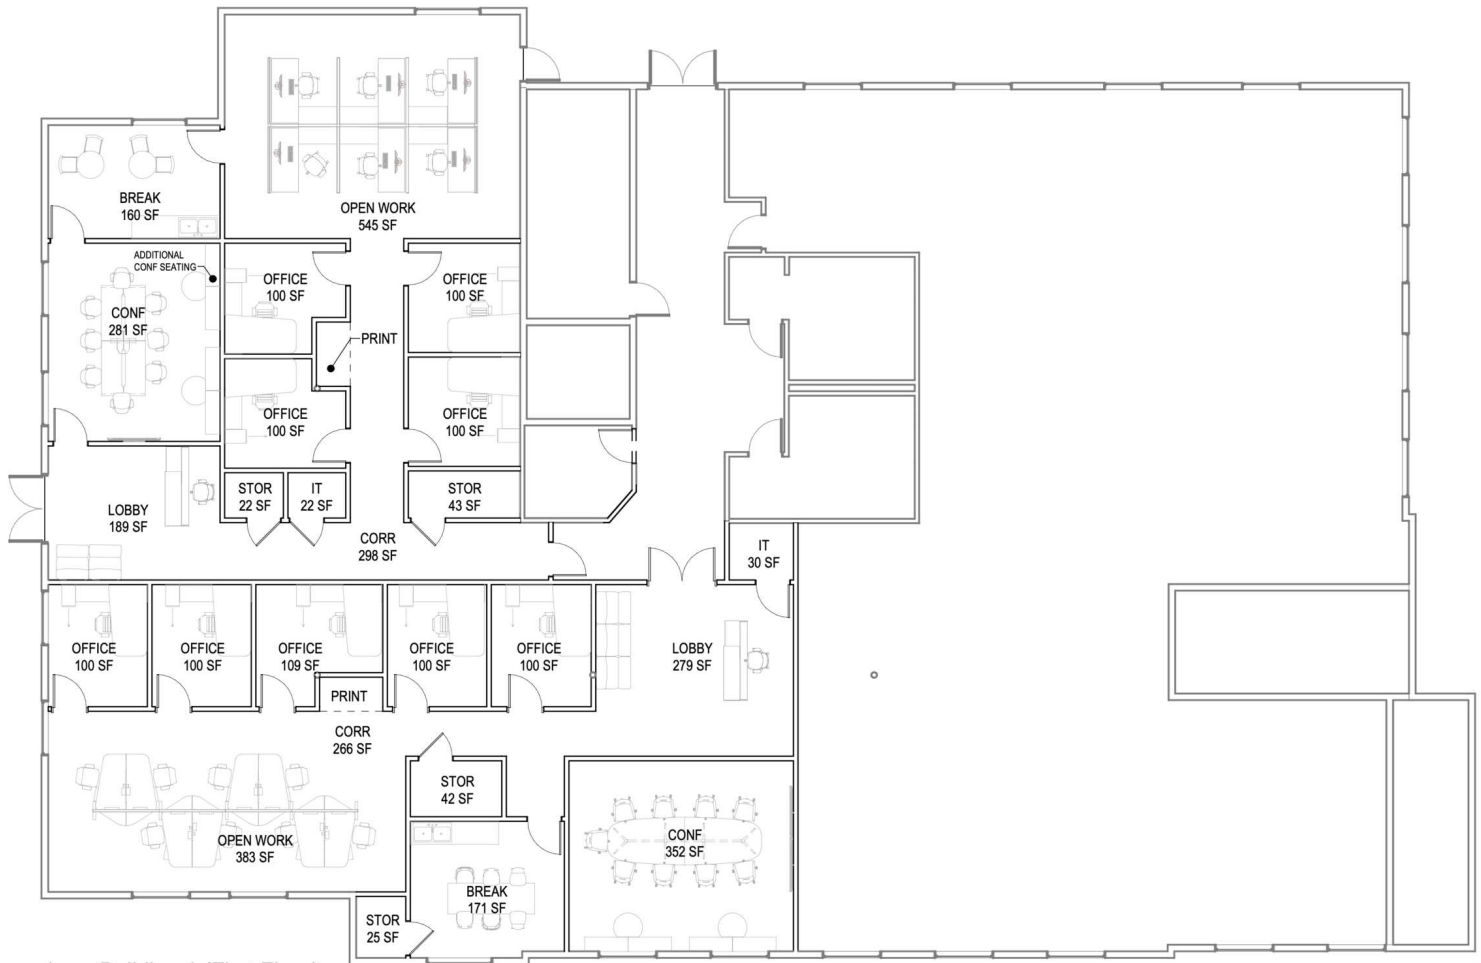 BREAK
160 SF
OPEN WORK
545 SF
ADDITIONAL
CONF SEATING
CONF
281 SF
OFFICE
100 SF
OFFICE
100 SF
PRINT
OFFICE
100 SF
OFFICE
100 SF
STOR
22 SF
IT
22 SF
STOR
43 SF
LOBBY
189 SF
CORR
298 SF
IT
30 SF
OFFICE
100 SF
OFFICE
100 SF
OFFICE
109 SF
OFFICE
100 SF
OFFICE
100 SF
LOBBY
279 SF
PRINT
CORR
266 SF
STOR
42 SF
OPEN WORK
383 SF
CONF
352 SF
BREAK
171 SF
STOR
25 SF